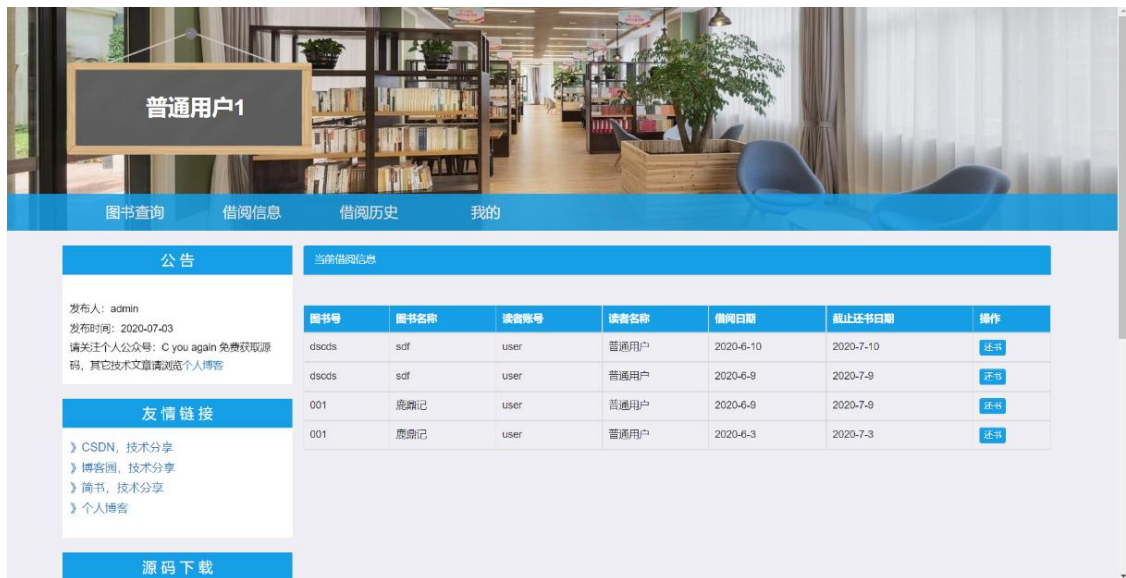 普通用户1
图书查询 借阅信息 借阅历史 我的
公告
发布人：admin
发布时间：2020-07-03
请关注个人公众号：C you again 免费获取源
码，其它技术文章请浏览个人博客
友情链接
》CSDN，技术分享
》博客园，技术分享
》简书，技术分享
》个人博客
源码下载
当前借阅信息
图书号 图书名称 读者账号 读者名称 借阅日期 截止还书日期 操作
dscds sdf user 普通用户 2020-6-10 2020-7-10 还书
dscds sdf user 普通用户 2020-6-9 2020-7-9 还书
001 鹿鼎记 user 普通用户 2020-6-9 2020-7-9 还书
001 鹿鼎记 user 普通用户 2020-6-3 2020-7-3 还书